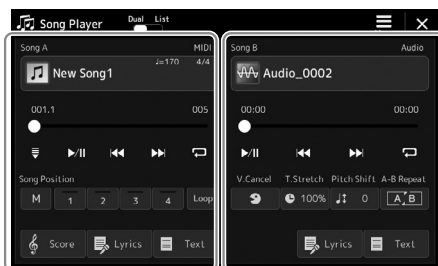 Song Player
Dual List
Song A
MIDI
New Song1
♩=170 4/4
001.1
005
Song Position
M 1 2 3 4 Loop
Score Lyrics Text
Song B
Audio
Audio_0002
00:00
00:00
V.Cancel T.Stretch Pitch Shift A-B Repeat
100% 0 A B
Lyrics Text